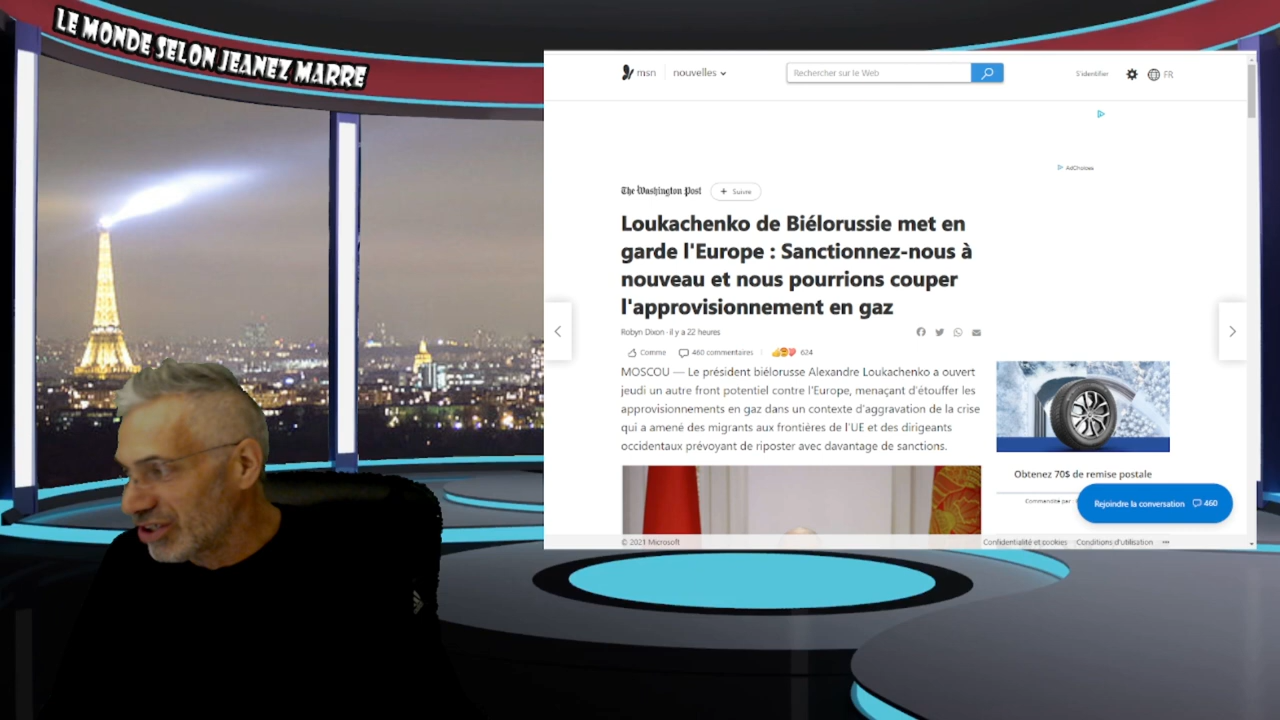 LE MONDE SELON JEANEZ MARRE
msn
nouvelles
Rechercher sur le Web
S'identifier
FR
AdChoices
The Washington Post
+ Suivre
Loukachenko de Biélorussie met en
garde l'Europe : Sanctionnez-nous à
nouveau et nous pourrions couper
l'approvisionnement en gaz
Robyn Dixon · il y a 22 heures
Comme
460 commentaires
624
MOSCOU — Le président biélorusse Alexandre Loukachenko a ouvert
jeudi un autre front potentiel contre l'Europe, menaçant d'étouffer les
approvisionnements en gaz dans un contexte d'aggravation de la crise
qui a amené des migrants aux frontières de l'UE et des dirigeants
occidentaux prévoyant de riposter avec davantage de sanctions.
Obtenez 70$ de remise postale
Commandité par
Rejoindre la conversation 460
© 2021 Microsoft
Confidentialité et cookies
Conditions d'utilisation